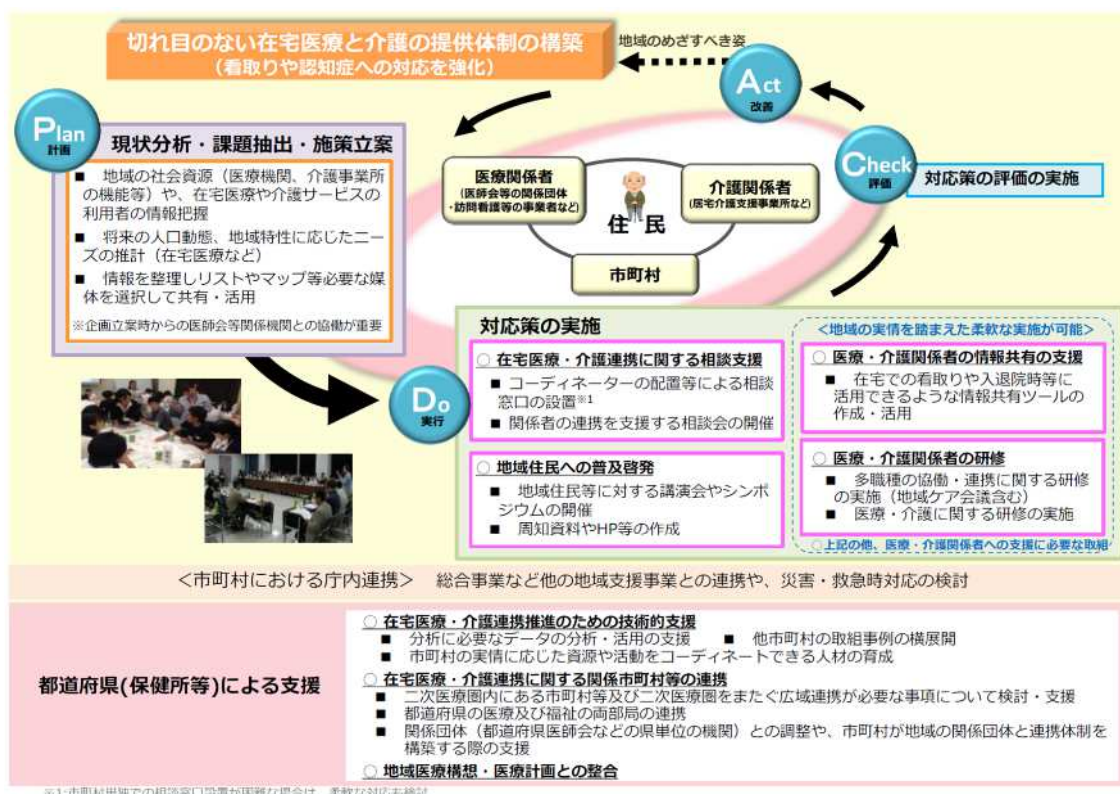 切れ目のない在宅医療と介護の提供体制の構築
（看取りや認知症への対応を強化）
地域のめざすべき姿
Act
改善
Plan
計画
現状分析・課題抽出・施策立案
■ 地域の社会資源（医療機関、介護事業所
の機能等）や、在宅医療や介護サービスの
利用者の情報把握
■ 将来の人口動態、地域特性に応じたニー
ズの推計（在宅医療など）
■ 情報を整理しリストやマップ等必要な媒
体を選択して共有・活用
※企画立案時からの医師会等関係機関との協働が重要
医療関係者
（医師会等の関係団体
・訪問看護等の事業者など）
介護関係者
（居宅介護支援事業所など）
住民
市町村
Check
評価
対応策の評価の実施
Do
実行
対応策の実施
○ 在宅医療・介護連携に関する相談支援
■ コーディネーターの配置等による相談
窓口の設置※1
■ 関係者の連携を支援する相談会の開催
○ 地域住民への普及啓発
■ 地域住民等に対する講演会やシンポ
ジウムの開催
■ 周知資料やHP等の作成
＜地域の実情を踏まえた柔軟な実施が可能＞
○ 医療・介護関係者の情報共有の支援
■ 在宅での看取りや入退院時等に
活用できるような情報共有ツールの
作成・活用
○ 医療・介護関係者の研修
■ 多職種の協働・連携に関する研修
の実施（地域ケア会議含む）
■ 医療・介護に関する研修の実施
○上記の他、医療・介護関係者への支援に必要な取組
＜市町村における庁内連携＞ 総合事業など他の地域支援事業との連携や、災害・救急時対応の検討
都道府県(保健所等)による支援
○ 在宅医療・介護連携推進のための技術的支援
■ 分析に必要なデータの分析・活用の支援 ■ 他市町村の取組事例の横展開
■ 市町村の実情に応じた資源や活動をコーディネートできる人材の育成
○ 在宅医療・介護連携に関する関係市町村等の連携
■ 二次医療圏内にある市町村等及び二次医療圏をまたぐ広域連携が必要な事項について検討・支援
■ 都道府県の医療及び福祉の両部局の連携
■ 関係団体（都道府県医師会などの県単位の機関）との調整や、市町村が地域の関係団体と連携体制を
構築する際の支援
○ 地域医療構想・医療計画との整合
※1:市町村単独での相談窓口設置が困難な場合は、柔軟な対応も検討